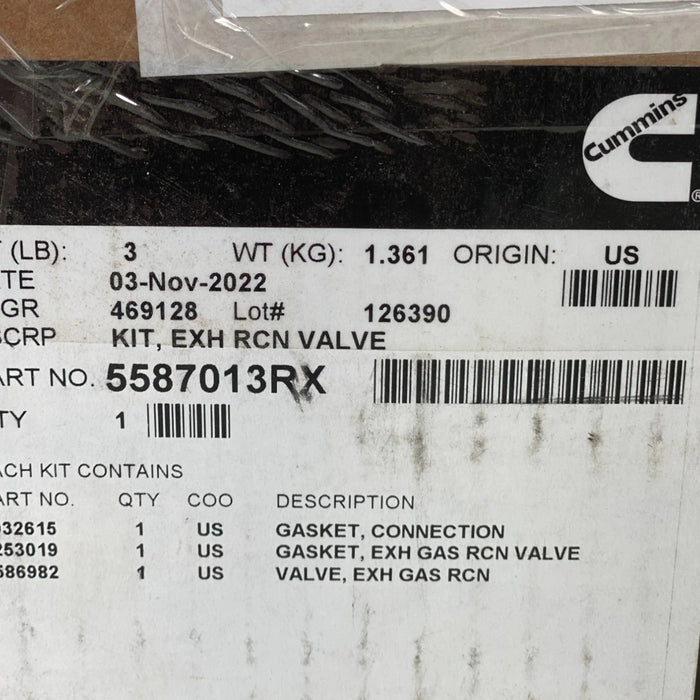 Cummins
(LB): 3 WT (KG): 1.361 ORIGIN: US
TE 03-Nov-2022
GR 469128 Lot# 126390
CRP KIT, EXH RCN VALVE
ART NO. 5587013RX
TY 1
ACH KIT CONTAINS
ART NO. QTY COO DESCRIPTION
032615 1 US GASKET, CONNECTION
253019 1 US GASKET, EXH GAS RCN VALVE
586982 1 US VALVE, EXH GAS RCN